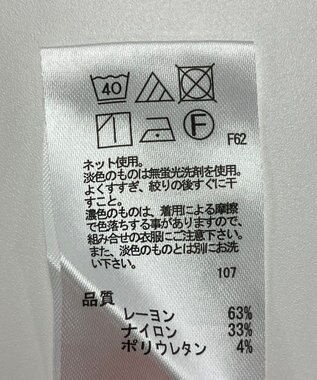 40
F
F62
ネット使用。
淡色のものは無蛍光洗剤を使用。
よくすすぎ、絞りの後すぐに干
すこと。
濃色のものは、着用による摩擦
で色落ちする事がありますので、
組み合せの衣服にご注意下さい。
また、淡色のものとは別にお洗
い下さい。
107
品質
レーヨン 63%
ナイロン 33%
ポリウレタン 4%